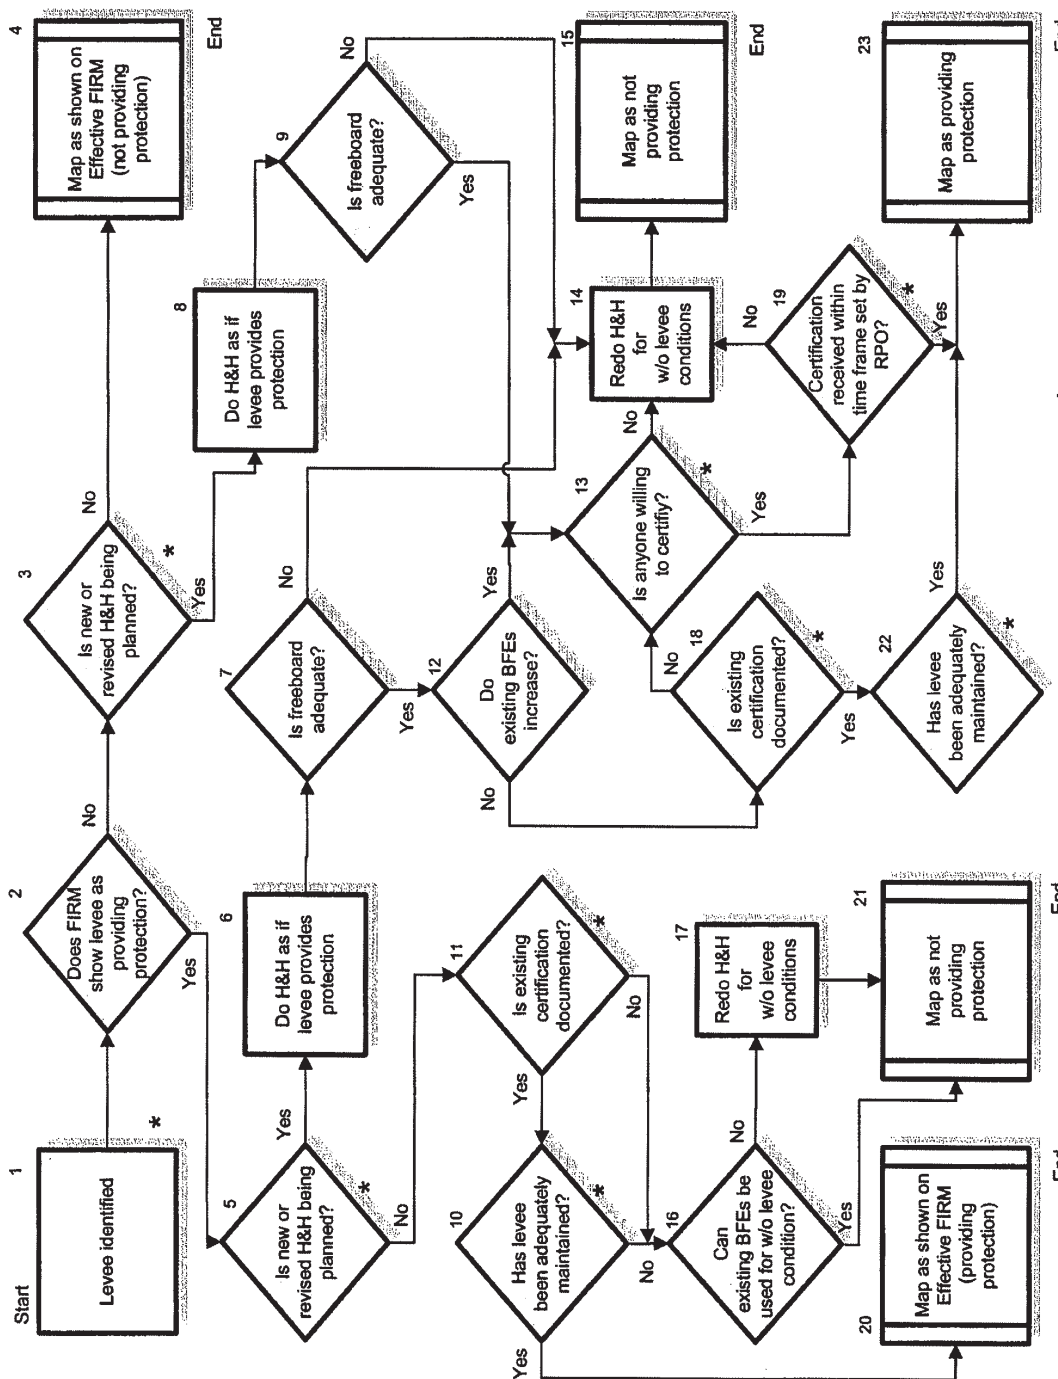 Start
1
Levee identified
*
2
Does FIRM
show levee as
providing
protection?
No
Yes
3
Is new or
revised H&H being
planned?
No
Yes
*
4
Map as shown on
Effective FIRM
(not providing
protection)
End
5
Is new or
revised H&H being
planned?
Yes
No
*
6
Do H&H as if
levee provides
protection
7
Is freeboard
adequate?
No
Yes
8
Do H&H as if
levee provides
protection
9
Is freeboard
adequate?
No
Yes
10
Has levee
been adequately
maintained?
Yes
No
*
11
Is existing
certification
documented?
Yes
No
*
12
Do
existing BFEs
increase?
Yes
No
13
Is anyone willing
to certifiy?
No
Yes
*
14
Redo H&H
for
w/o levee
conditions
15
Map as not
providing
protection
End
16
Can
existing BFEs be
used for w/o levee
condition?
No
Yes
17
Redo H&H
for
w/o levee
conditions
18
Is existing
certification
documented?
No
Yes
*
19
Certification
received within
time frame set by
RPO?
No
Yes
*
20
Map as shown on
Effective FIRM
(providing
protection)
End
21
Map as not
providing
protection
End
22
Has levee
been adequately
maintained?
Yes
*
23
Map as providing
protection
End